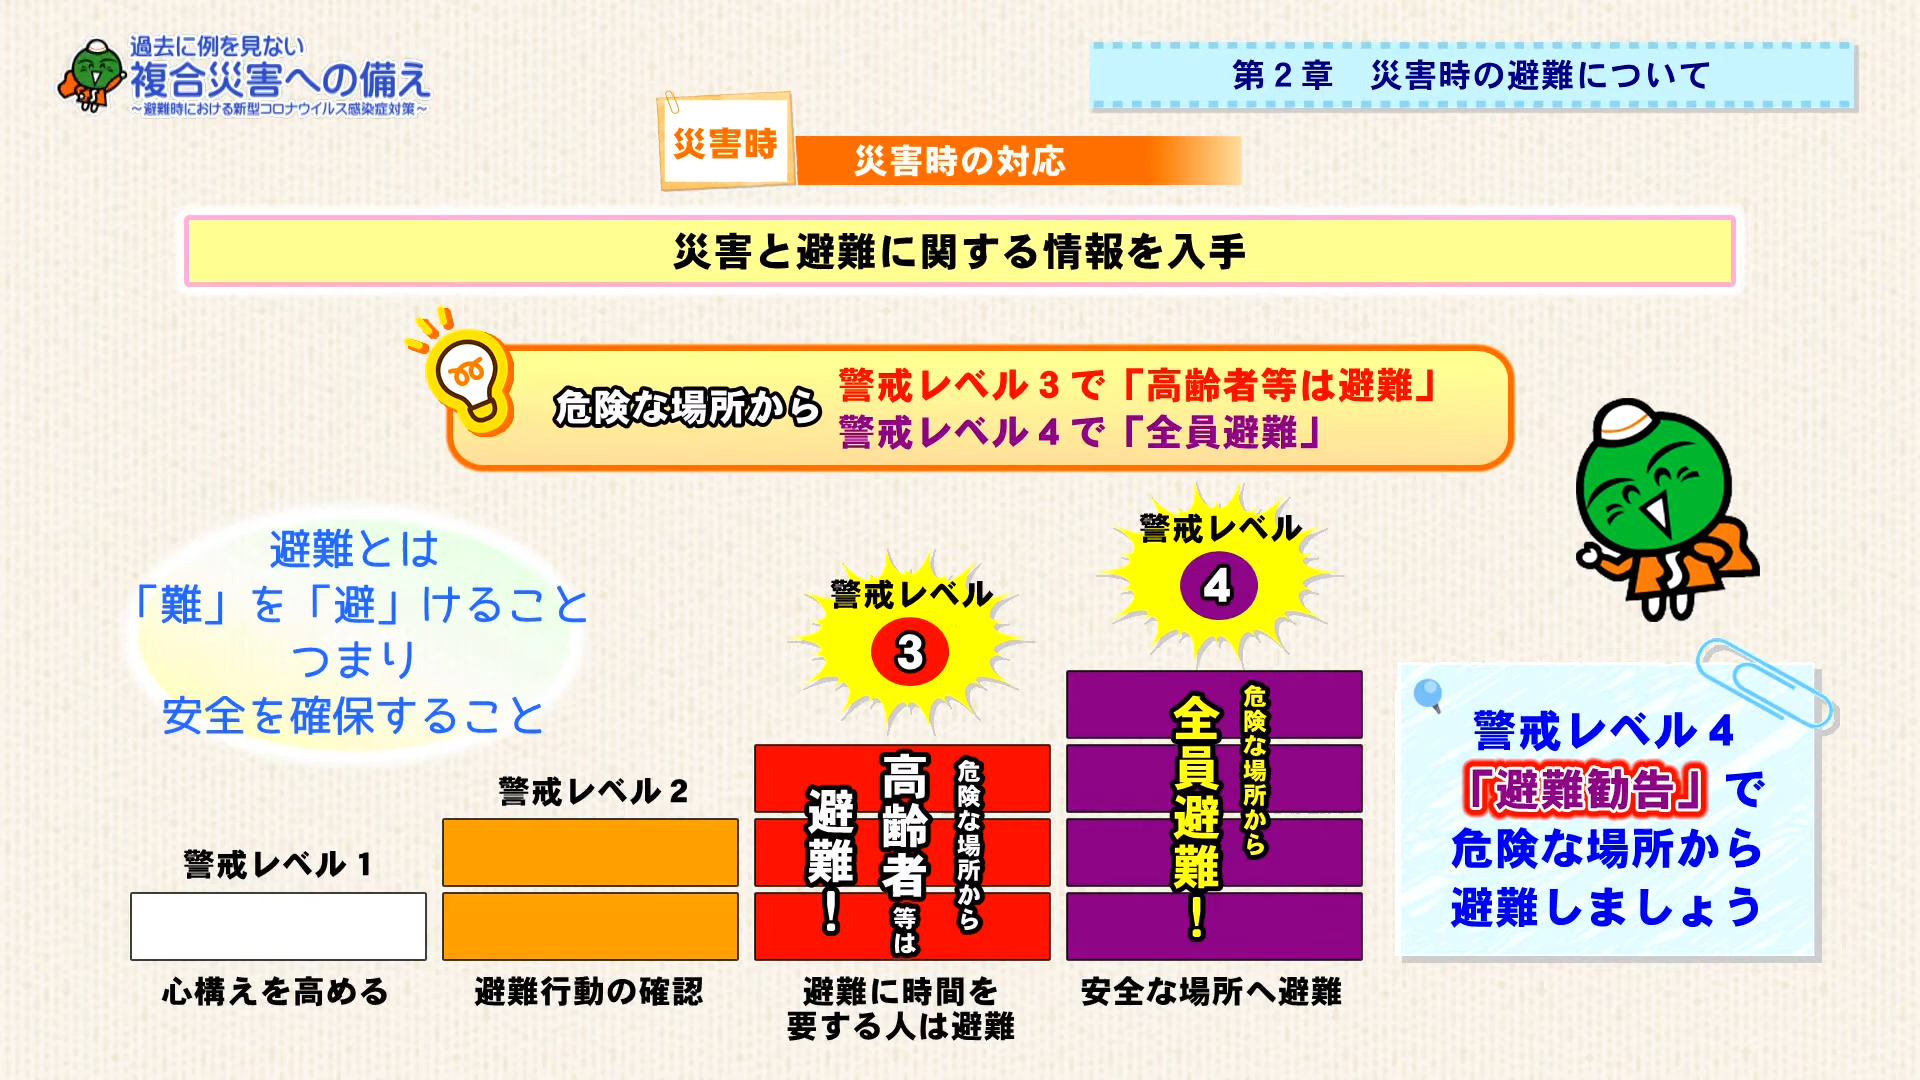 過去に例を見ない
複合災害への備え
～避難時における新型コロナウイルス感染症対策～
第２章　災害時の避難について
災害時
災害時の対応
災害と避難に関する情報を入手
危険な場所から
警戒レベル３で「高齢者等は避難」
警戒レベル４で「全員避難」
避難とは
「難」を「避」けること
つまり
安全を確保すること
警戒レベル１
心構えを高める
警戒レベル２
避難行動の確認
警戒レベル
3
危険な場所から
高齢者等は
避難！
避難に時間を
要する人は避難
警戒レベル
4
危険な場所から
全員避難！
安全な場所へ避難
警戒レベル４
「避難勧告」で
危険な場所から
避難しましょう